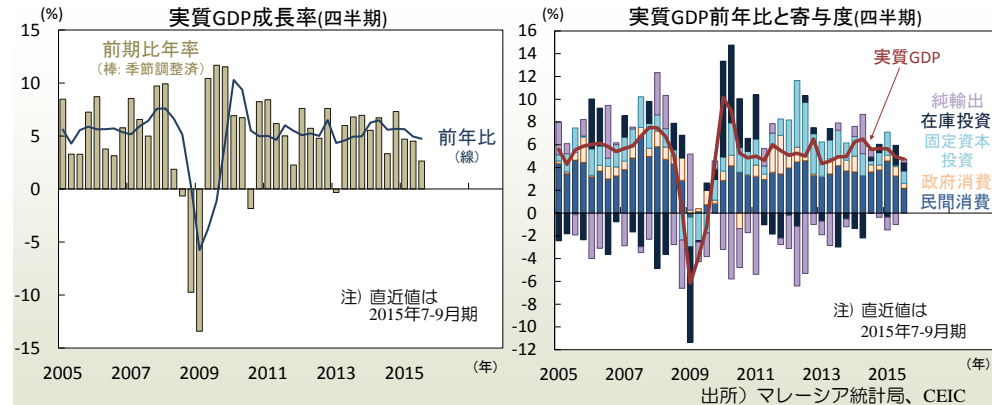 実質GDP成長率(四半期)
(%)
15
10
5
0
-5
-10
-15
前期比年率
(棒: 季節調整済)
前年比
(線)
注) 直近値は
2015年7-9月期
2005
2007
2009
2011
2013
2015
(年)
実質GDP前年比と寄与度(四半期)
(%)
16
14
12
10
8
6
4
2
0
-2
-4
-6
-8
-10
-12
実質GDP
純輸出
在庫投資
固定資本
投資
政府消費
民間消費
注) 直近値は
2015年7-9月期
2005
2007
2009
2011
2013
2015
(年)
出所）マレーシア統計局、CEIC